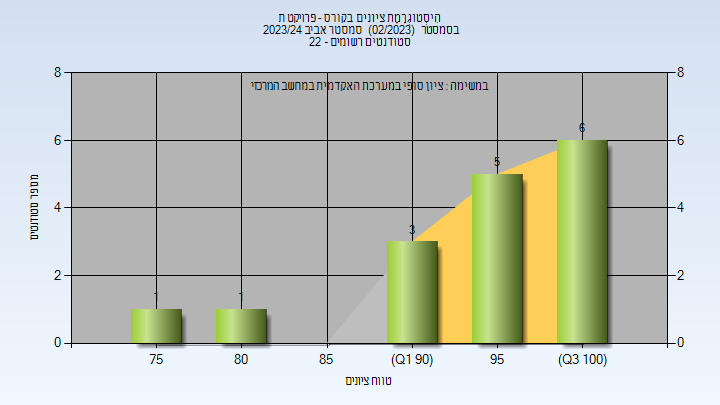 היסטוגרמת ציונים בקורס - פרויקט ת
בסמסטר (02/2023) סמסטר אביב 2023/24
סטודנטים רשומים - 22
במשימה : ציון סופי במערכת האקדמית במחשב המרכזי
8 8
6 6
4 4
2 2
0 0
מספר סטודנטים
1 1 3 5 6
75 80 85 (Q1 90) 95 (Q3 100)
טווח ציונים